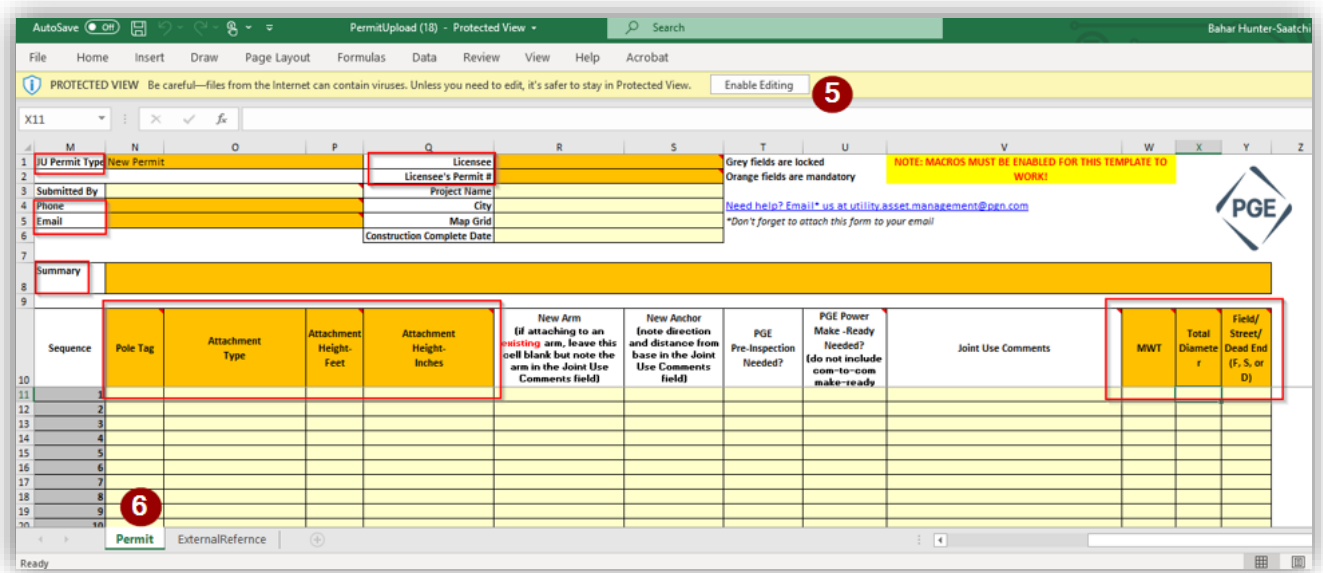 AutoSave Off PermitUpload (18) - Protected View Search Bahar Hunter-Saatchi
File Home Insert Draw Page Layout Formulas Data Review View Help Acrobat
PROTECTED VIEW Be careful—files from the Internet can contain viruses. Unless you need to edit, it's safer to stay in Protected View. Enable Editing
5
X11 fx
M N O P Q R S T U V W X Y Z
1 JU Permit Type New Permit Licensee Grey fields are locked NOTE: MACROS MUST BE ENABLED FOR THIS TEMPLATE TO
2 Licensee's Permit # Orange fields are mandatory WORK!
3 Submitted By Project Name
4 Phone City Need help? Email* us at utility.asset.management@pgn.com
5 Email Map Grid *Don't forget to attach this form to your email
6 Construction Complete Date
PGE
7
8 Summary
9
10
Sequence
Pole Tag
Attachment
Type
Attachment
Height-
Feet
Attachment
Height-
Inches
New Arm
(if attaching to an
existing arm, leave this
cell blank but note the
arm in the Joint Use
Comments field)
New Anchor
(note direction
and distance from
base in the Joint
Use Comments
field)
PGE
Pre-Inspection
Needed?
PGE Power
Make -Ready
Needed?
(do not include
com-to-com
make-ready
Joint Use Comments
MWT
Total
Diamete
r
Field/
Street/
Dead End
(F, S, or
D)
11 1
12 2
13 3
14 4
15 5
16 6
17 7
18 8
19 9
20 10
6
Permit ExternalRefernce
Ready